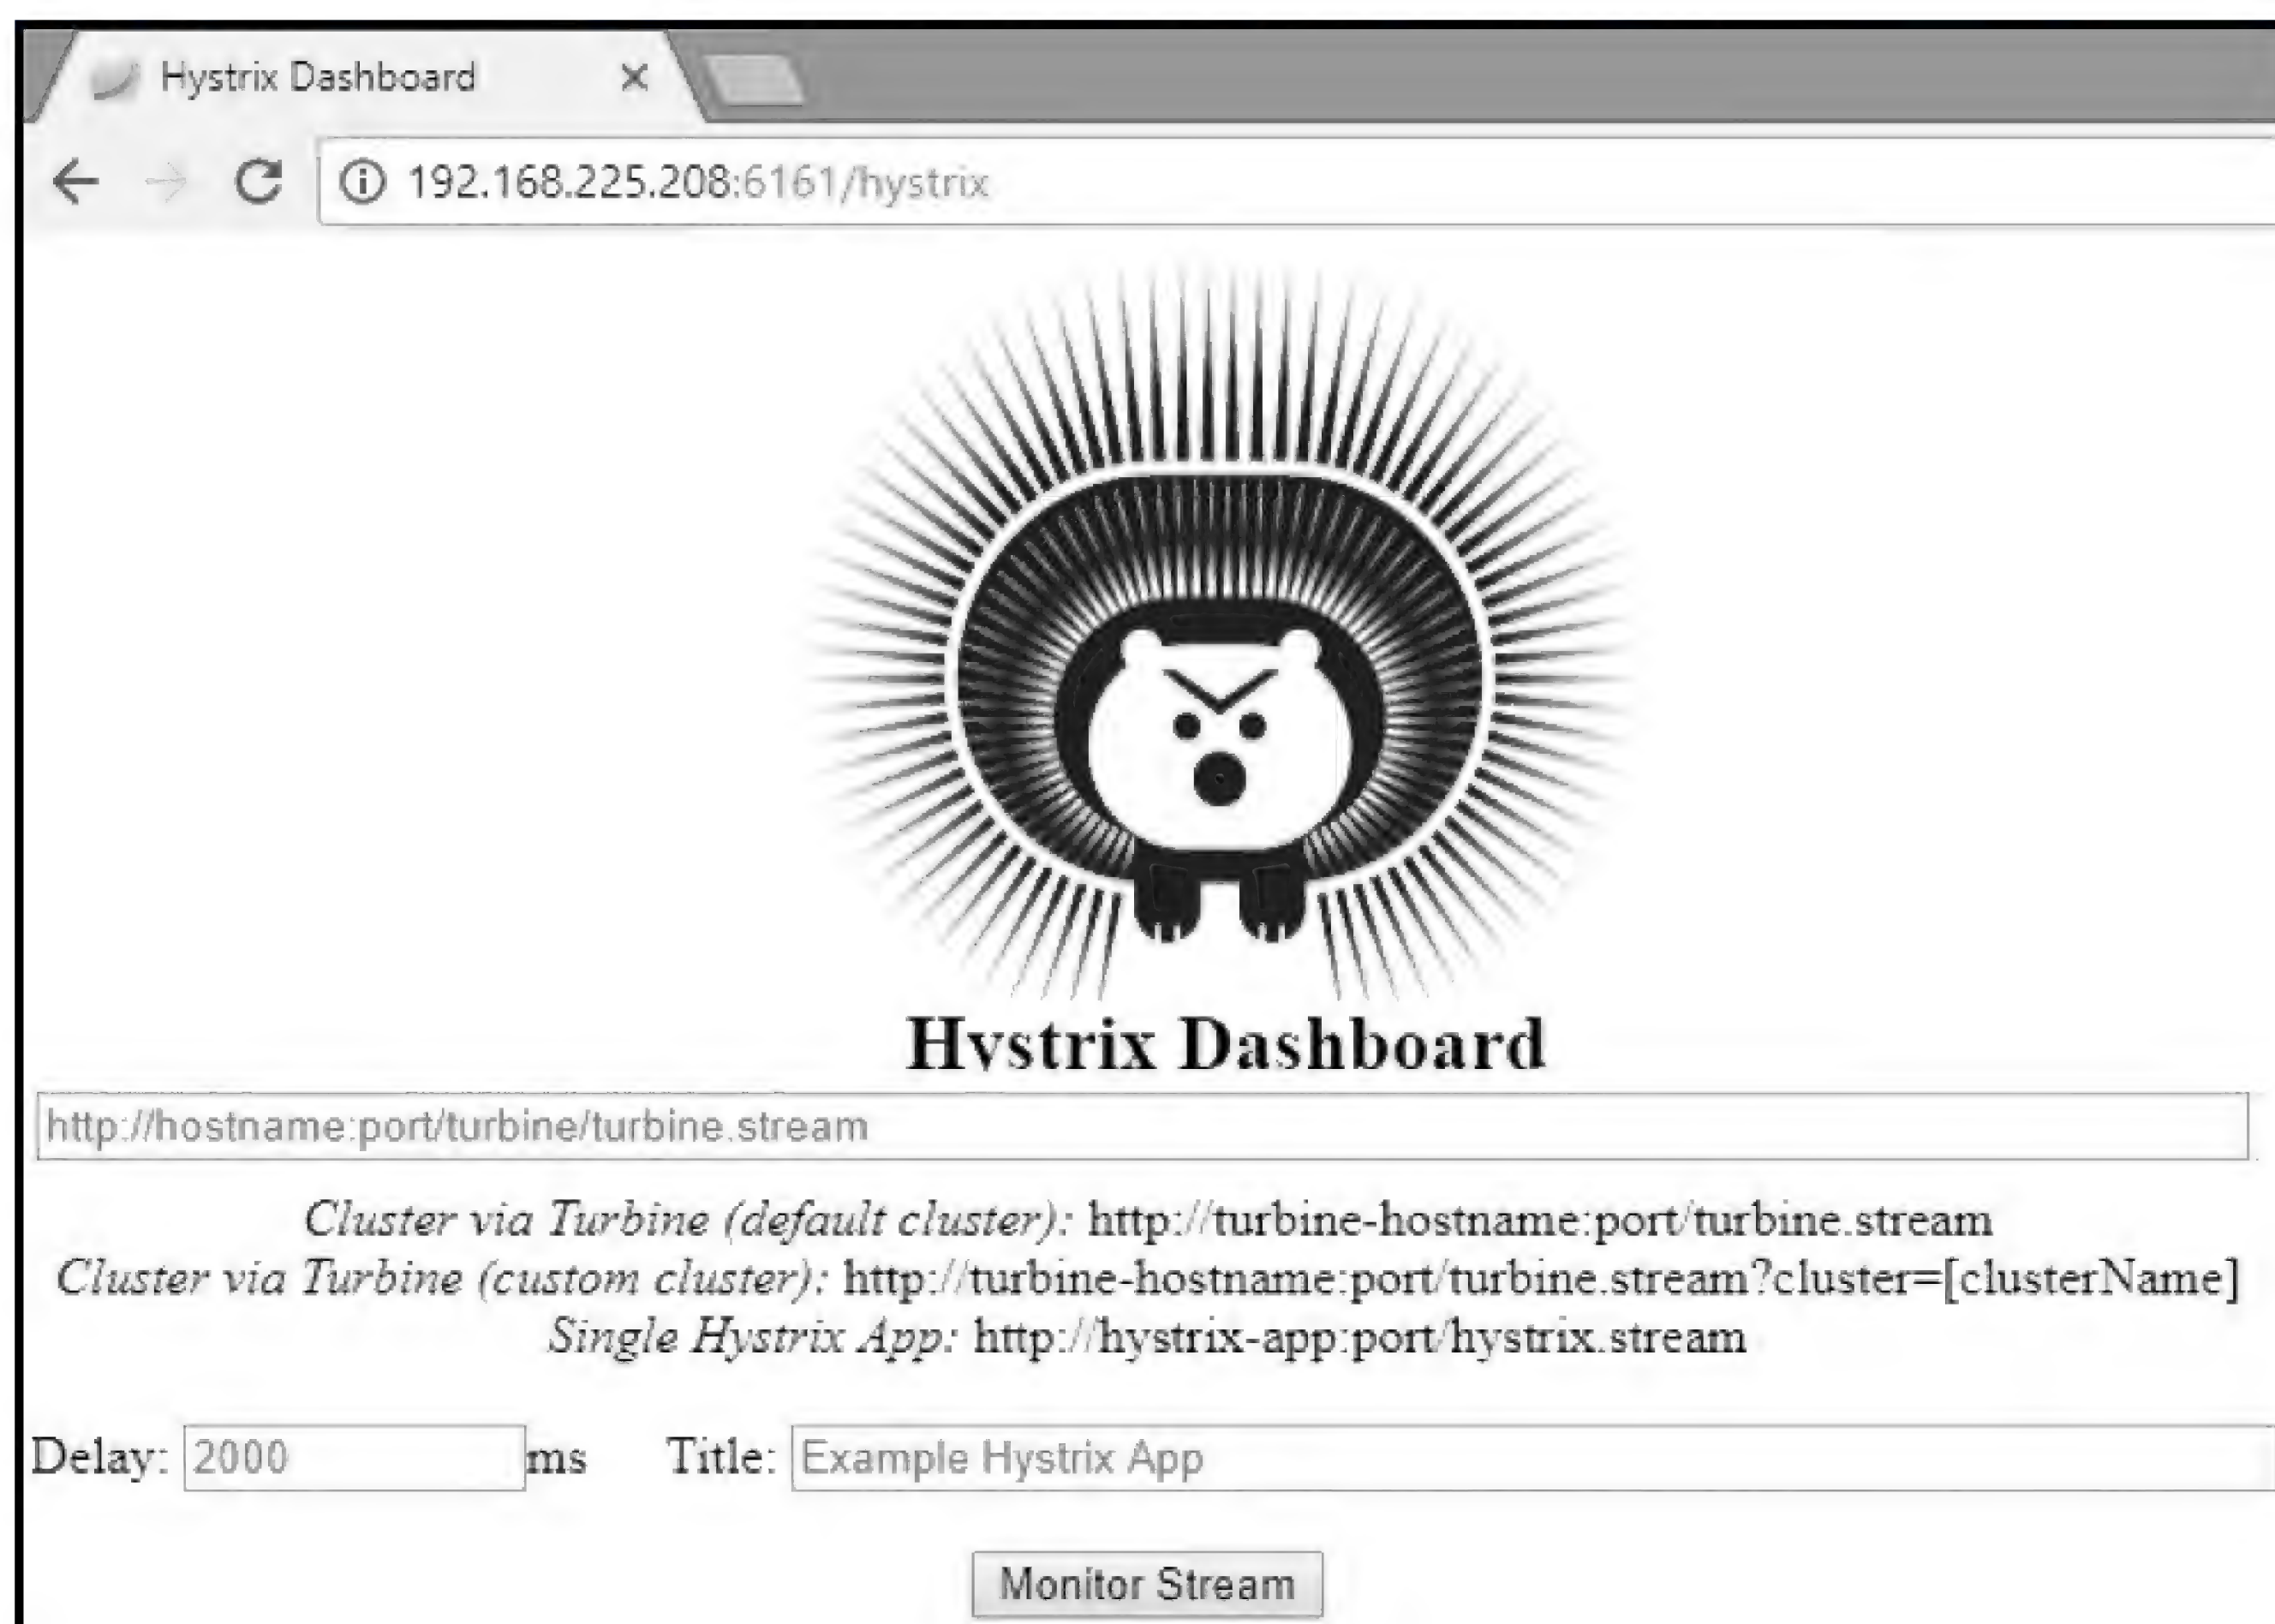 Hystrix Dashboard
192.168.225.208:6161/hystrix
Hystrix Dashboard
http://hostname:port/turbine/turbine.stream
Cluster via Turbine (default cluster): http://turbine-hostname:port/turbine.stream
Cluster via Turbine (custom cluster): http://turbine-hostname:port/turbine.stream?cluster=[clusterName]
Single Hystrix App: http://hystrix-app:port/hystrix.stream
Delay: 2000 ms Title: Example Hystrix App
Monitor Stream